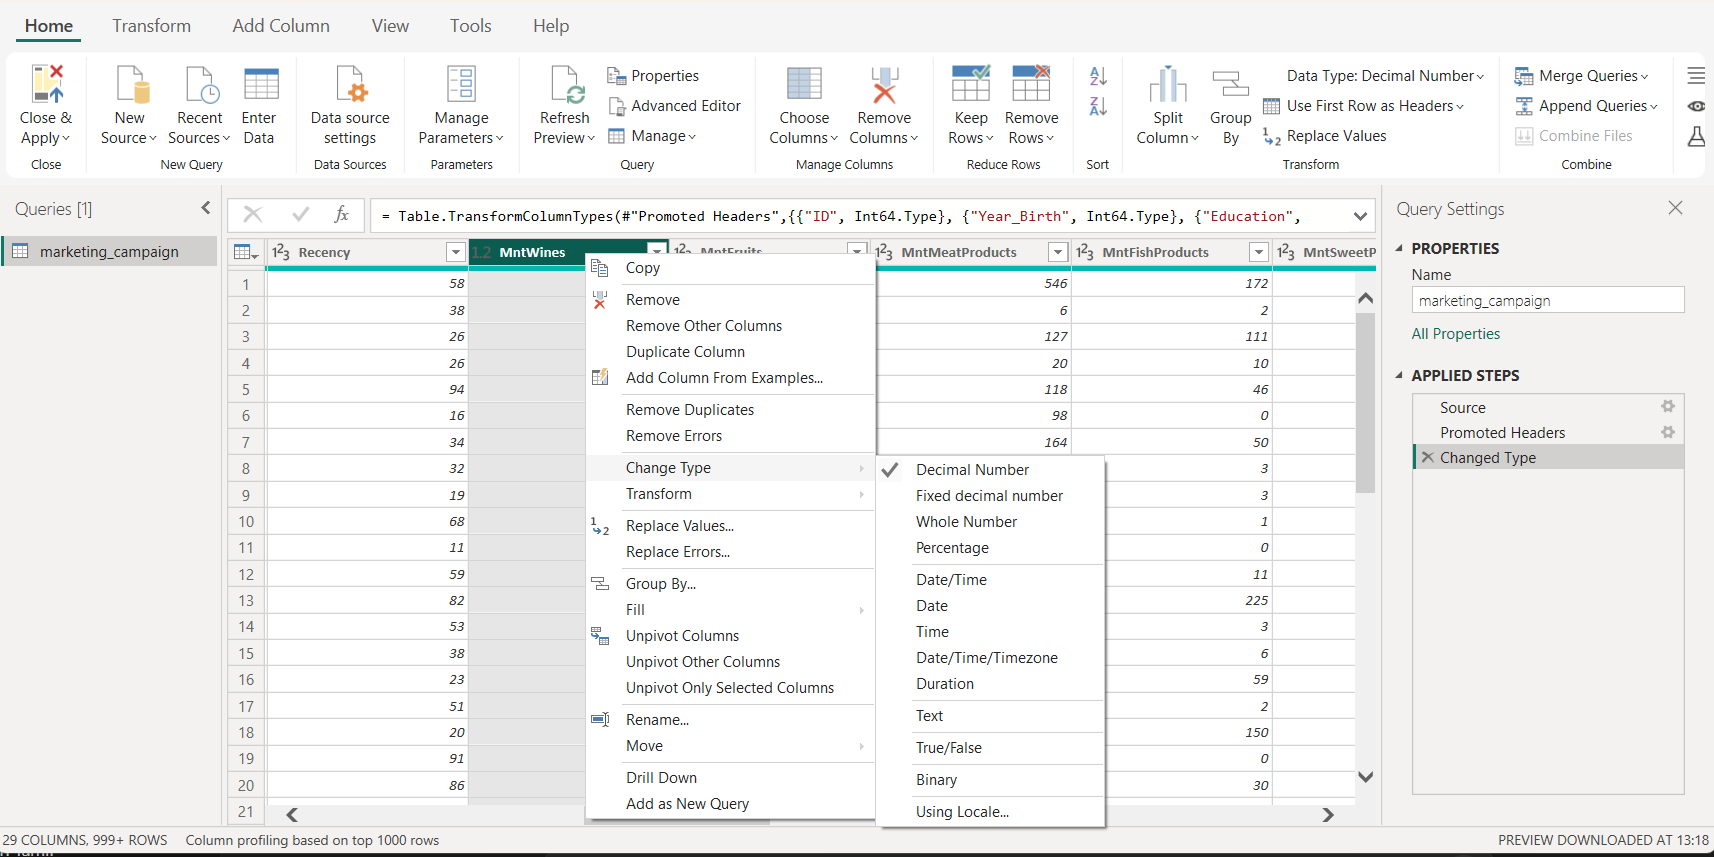 Home Transform Add Column View Tools Help
Close & Apply
New Source
Recent Sources
Enter Data
Data source settings
Manage Parameters
Refresh Preview
Properties
Advanced Editor
Manage
Choose Columns
Remove Columns
Keep Rows
Remove Rows
A Z
Z A
Split Column
Group By
Data Type: Decimal Number
Use First Row as Headers
1 2 Replace Values
Merge Queries
Append Queries
Combine Files
Close New Query Data Sources Parameters Query Manage Columns Reduce Rows Sort Transform Combine
Queries [1]
marketing_campaign
fx = Table.TransformColumnTypes(#"Promoted Headers",{{"ID", Int64.Type}, {"Year_Birth", Int64.Type}, {"Education",
123 Recency 1.2 MntWines 123 MntFruits 123 MntMeatProducts 123 MntFishProducts 123 MntSweetP
1 58 546 172
2 38 6 2
3 26 127 111
4 26 20 10
5 94 118 46
6 16 98 0
7 34 164 50
8 32 3
9 19 3
10 68 1
11 11 0
12 59 11
13 82 225
14 53 3
15 38 6
16 23 59
17 51 2
18 20 150
19 91 0
20 86 30
21
Copy
Remove
Remove Other Columns
Duplicate Column
Add Column From Examples...
Remove Duplicates
Remove Errors
Change Type
Transform
1 2 Replace Values...
Replace Errors...
Group By...
Fill
Unpivot Columns
Unpivot Other Columns
Unpivot Only Selected Columns
Rename...
Move
Drill Down
Add as New Query
Decimal Number
Fixed decimal number
Whole Number
Percentage
Date/Time
Date
Time
Date/Time/Timezone
Duration
Text
True/False
Binary
Using Locale...
Query Settings
PROPERTIES
Name
marketing_campaign
All Properties
APPLIED STEPS
Source
Promoted Headers
Changed Type
29 COLUMNS, 999+ ROWS Column profiling based on top 1000 rows PREVIEW DOWNLOADED AT 13:18